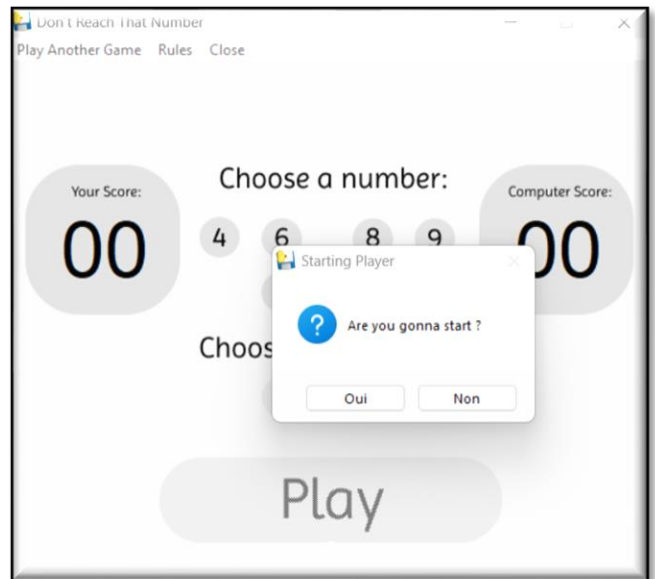 Don't Reach That Number
Play Another Game Rules Close
Choose a number:
Your Score:
Computer Score:
00
4 6 8 9
00
Starting Player
Are you gonna start ?
Choos
Oui Non
Play